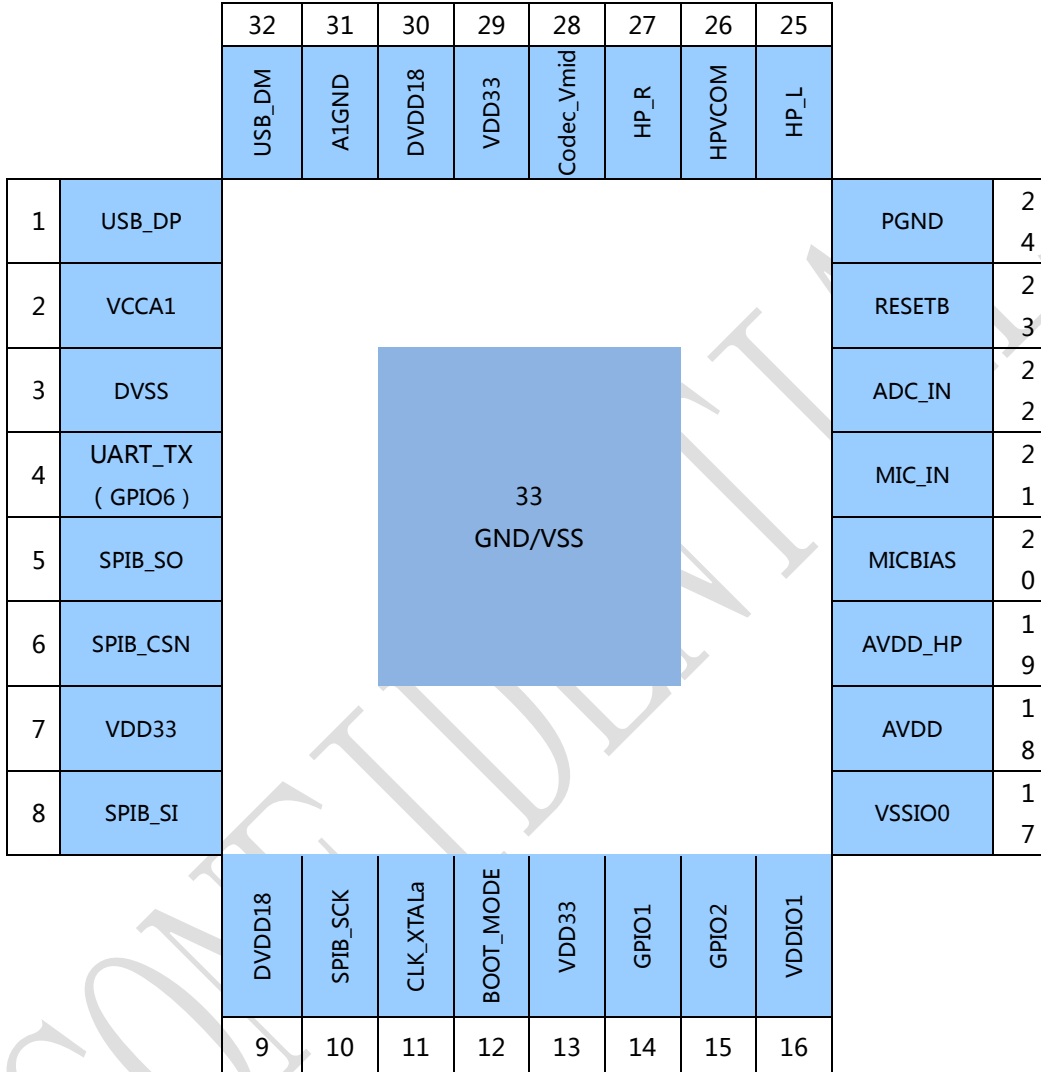 32 31 30 29 28 27 26 25
USB_DM A1GND DVDD18 VDD33 Codec_Vmid HP_R HPVCOM HP_L
1 USB_DP PGND 24
2 VCCA1 RESETB 23
3 DVSS ADC_IN 22
4 UART_TX MIC_IN 21
( GPIO6 )
33
GND/VSS
5 SPIB_SO MICBIAS 20
6 SPIB_CSN AVDD_HP 19
7 VDD33 AVDD 18
8 SPIB_SI VSSIO0 17
DVDD18 SPIB_SCK CLK_XTALa BOOT_MODE VDD33 GPIO1 GPIO2 VDDIO1
9 10 11 12 13 14 15 16